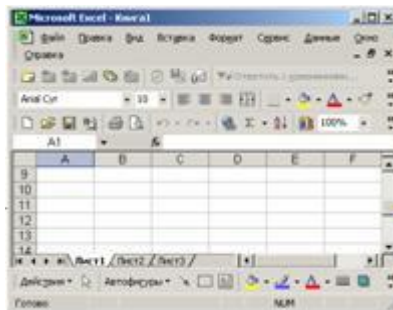 Microsoft Excel - Книга1
Файл Правка Вид Вставка Формат Сервис Данные Окно
Справка
Arial Cyr 10
100%
A1 fx
A B C D E F
9
10
11
12
13
14
Лист1 Лист2 Лист3
Действия Автофигуры
Готово NUM